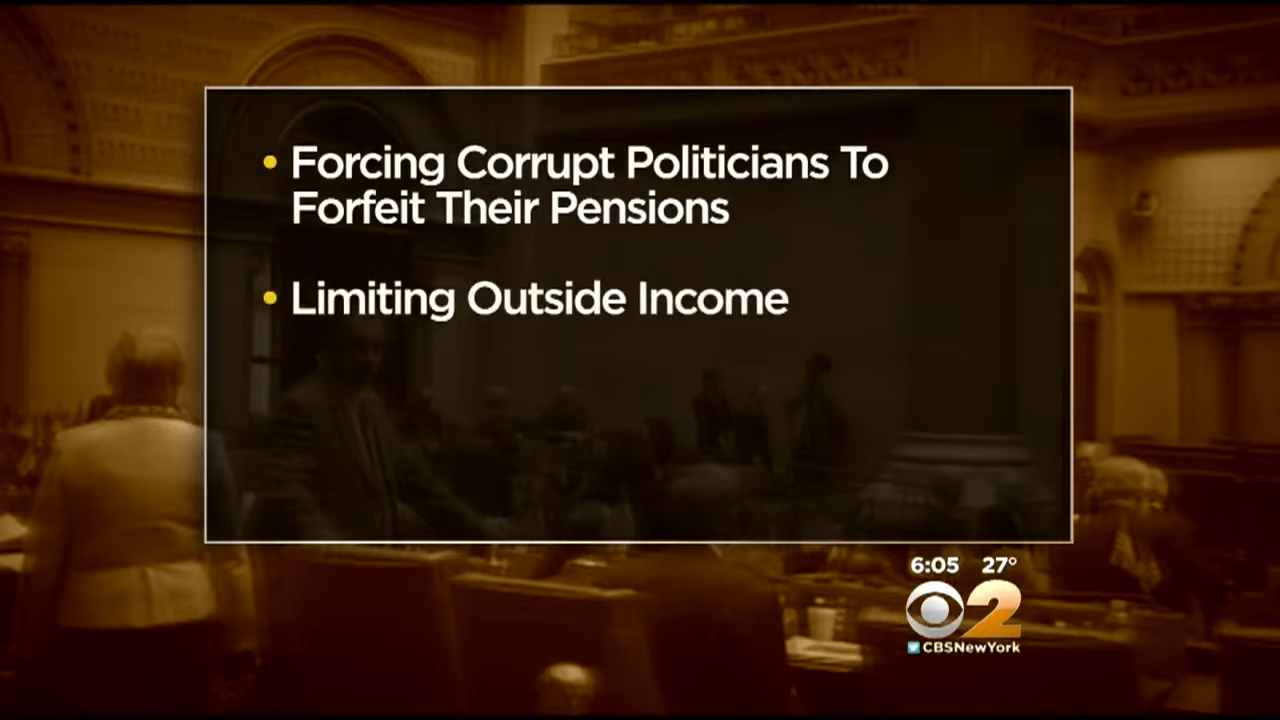 • Forcing Corrupt Politicians To
Forfeit Their Pensions
• Limiting Outside Income
6:05 27°
2
CBSNewYork